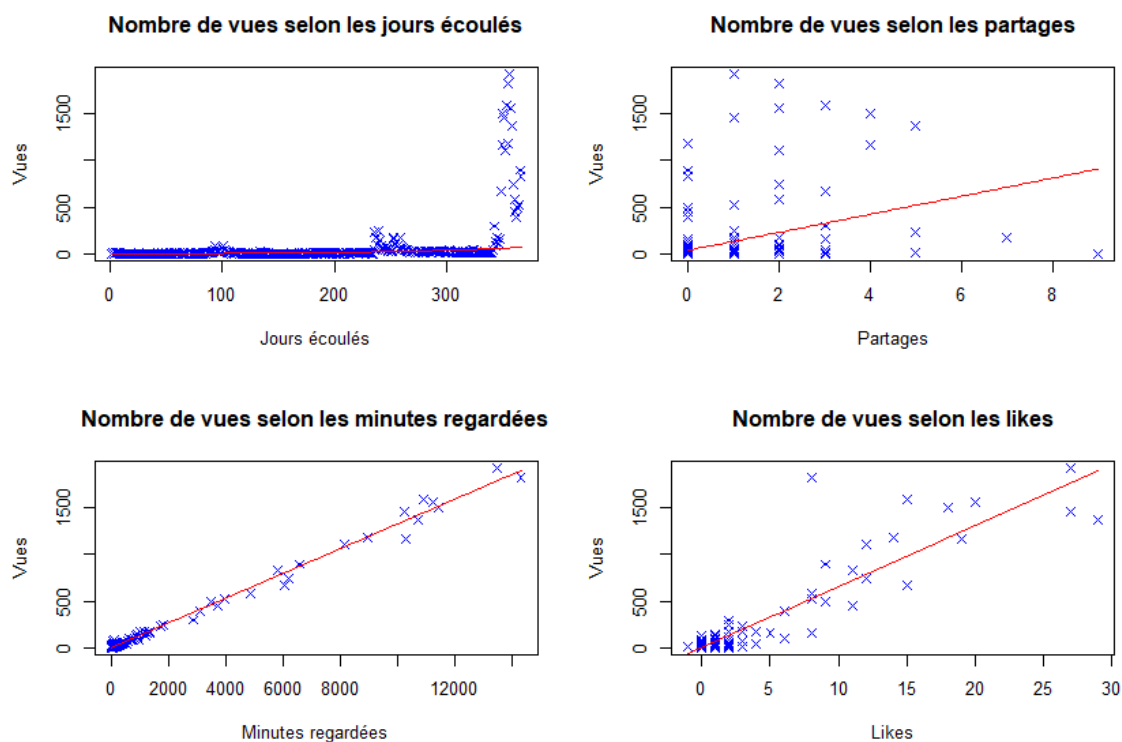 Nombre de vues selon les jours écoulés
Vues
0 500 1500
0 100 200 300
Jours écoulés
Nombre de vues selon les partages
Vues
0 500 1500
0 2 4 6 8
Partages
Nombre de vues selon les minutes regardées
Vues
0 500 1500
0 2000 4000 6000 8000 12000
Minutes regardées
Nombre de vues selon les likes
Vues
0 500 1500
0 5 10 15 20 25 30
Likes